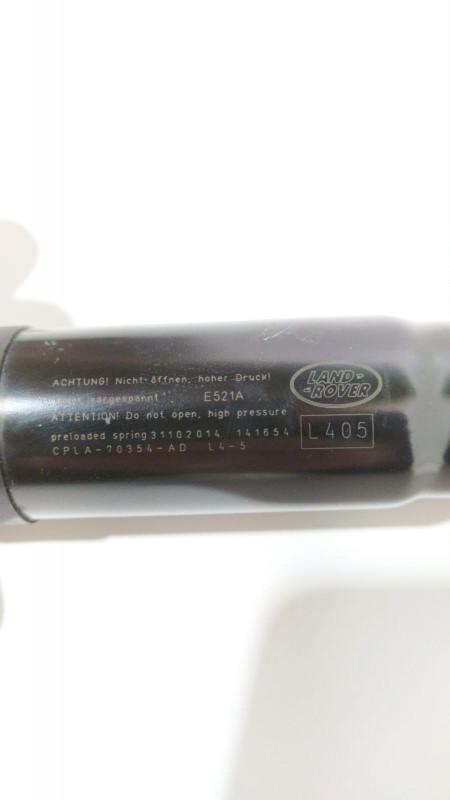 ACHTUNG! Nicht öffnen, hoher Druck!
vorgespannt E521A
ATTENTION! Do not open, high pressure
preloaded spring 31102014 141654
CPLA-70354-AD L4-5
LAND-
-ROVER
L405